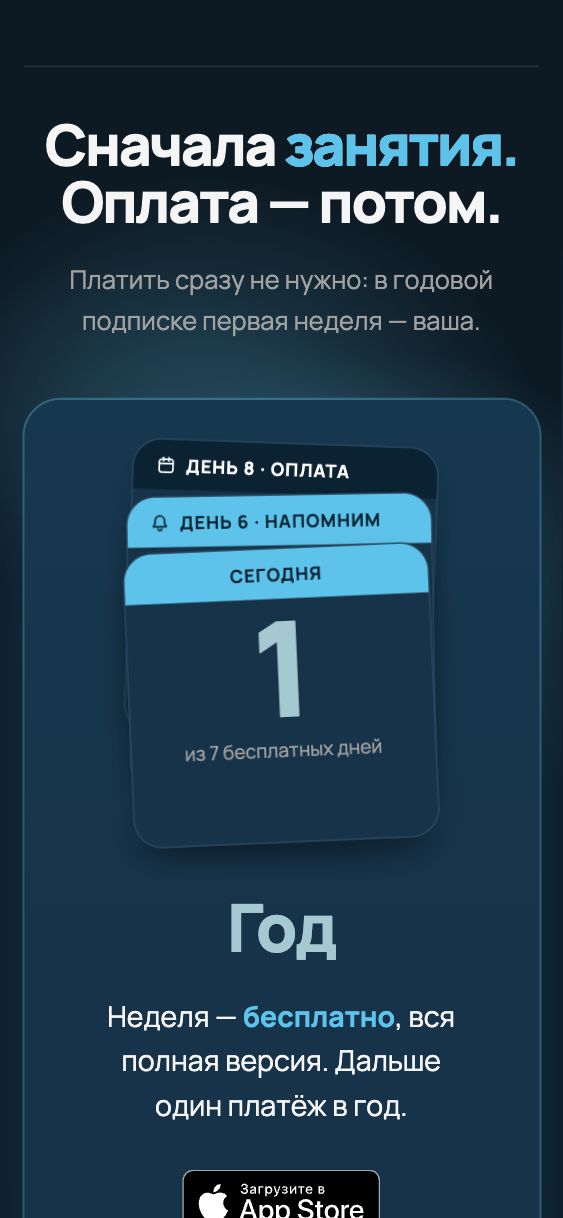 Сначала занятия.
Оплата — потом.
Платить сразу не нужно: в годовой
подписке первая неделя — ваша.
ДЕНЬ 8 · ОПЛАТА
ДЕНЬ 6 · НАПОМНИМ
СЕГОДНЯ
1
из 7 бесплатных дней
Год
Неделя — бесплатно, вся
полная версия. Дальше
один платёж в год.
Загрузите в
App Store